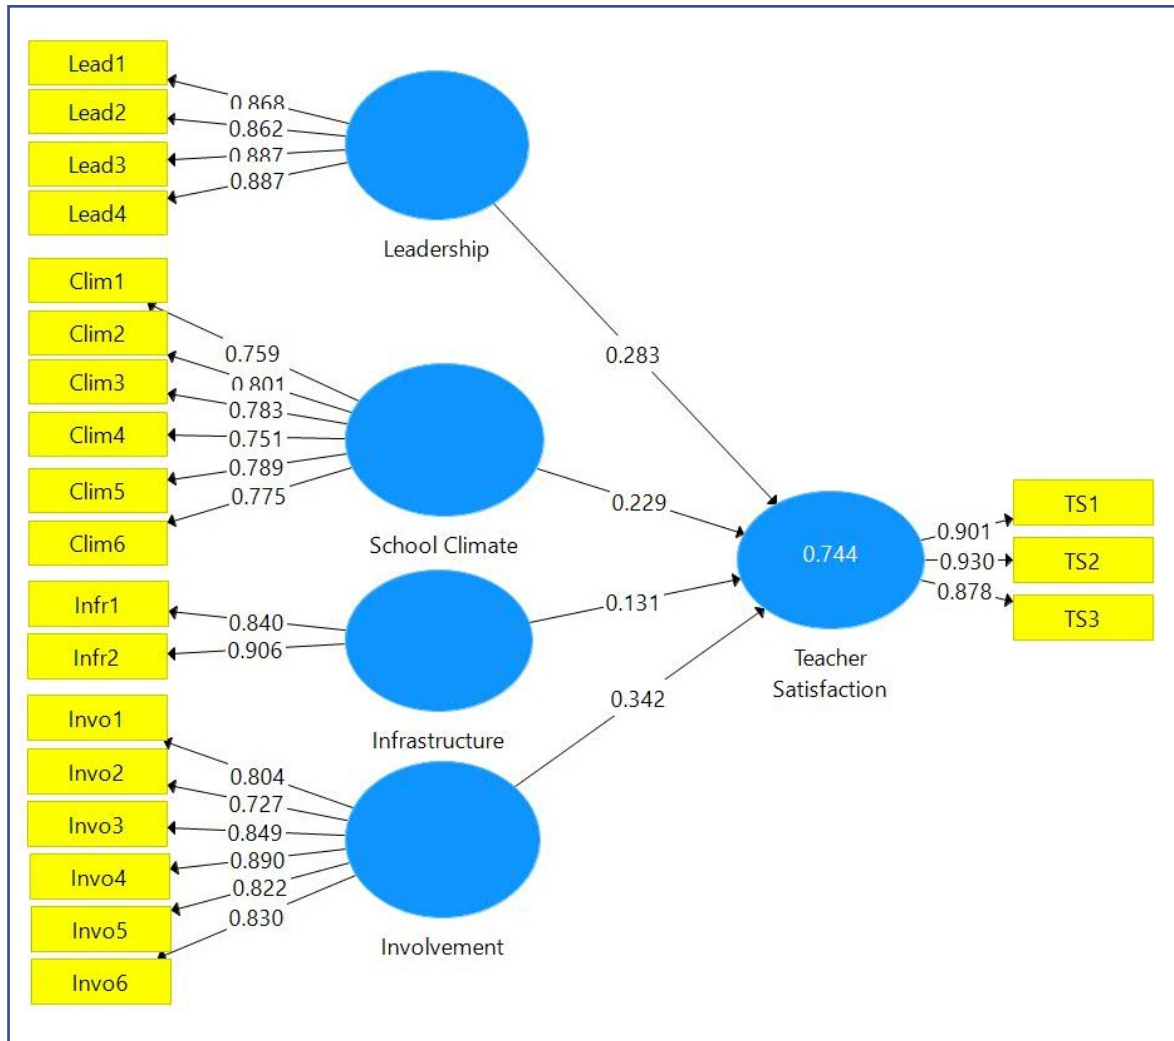 Lead1
Lead2
Lead3
Lead4
0.868
0.862
0.887
0.887
Leadership
Clim1
Clim2
Clim3
Clim4
Clim5
Clim6
0.759
0.801
0.783
0.751
0.789
0.775
School Climate
Infr1
Infr2
0.840
0.906
Infrastructure
Invo1
Invo2
Invo3
Invo4
Invo5
Invo6
0.804
0.727
0.849
0.890
0.822
0.830
Involvement
0.283
0.229
0.131
0.342
0.744
Teacher
Satisfaction
0.901
0.930
0.878
TS1
TS2
TS3